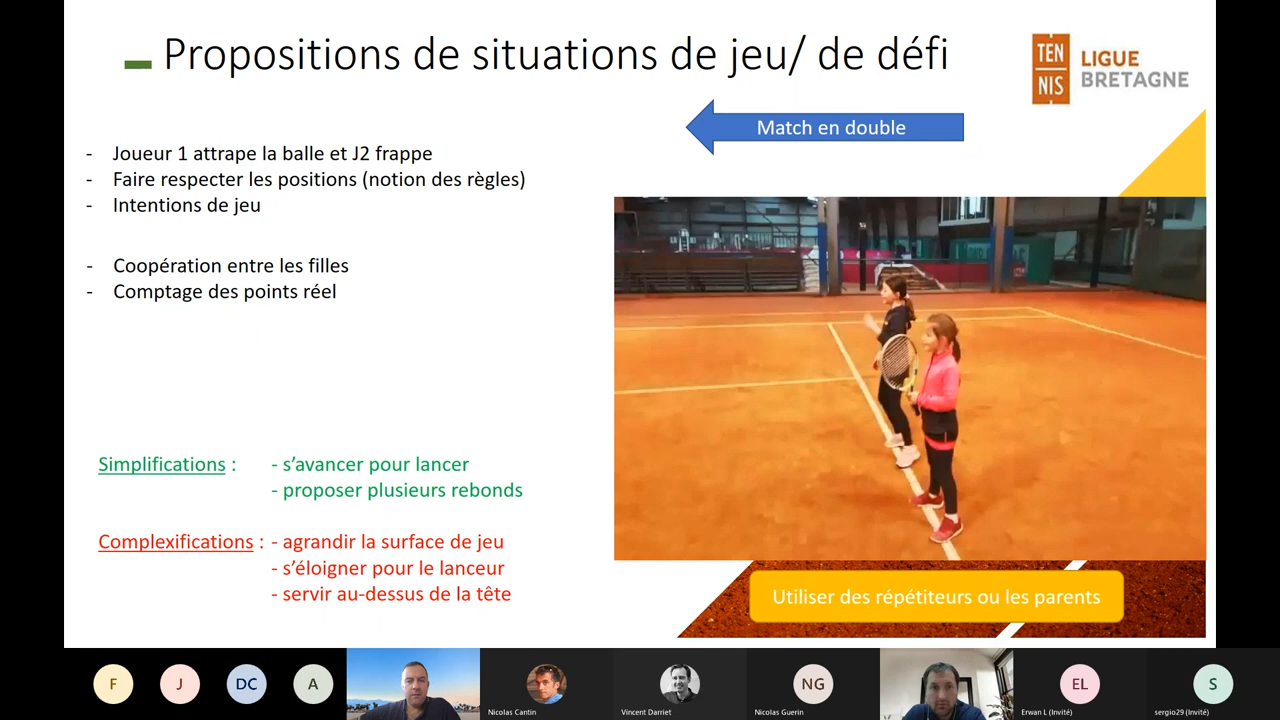 Propositions de situations de jeu/ de défi
TEN
NIS
LIGUE
BRETAGNE
Match en double
- Joueur 1 attrape la balle et J2 frappe
- Faire respecter les positions (notion des règles)
- Intentions de jeu
- Coopération entre les filles
- Comptage des points réel
Simplifications : - s’avancer pour lancer
- proposer plusieurs rebonds
Complexifications : - agrandir la surface de jeu
- s’éloigner pour le lanceur
- servir au-dessus de la tête
Utiliser des répétiteurs ou les parents
F
J
DC
A
Nicolas Cantin
Vincent Darriet
NG
Nicolas Guerin
EL
Erwan L (Invité)
S
sergio29 (Invité)